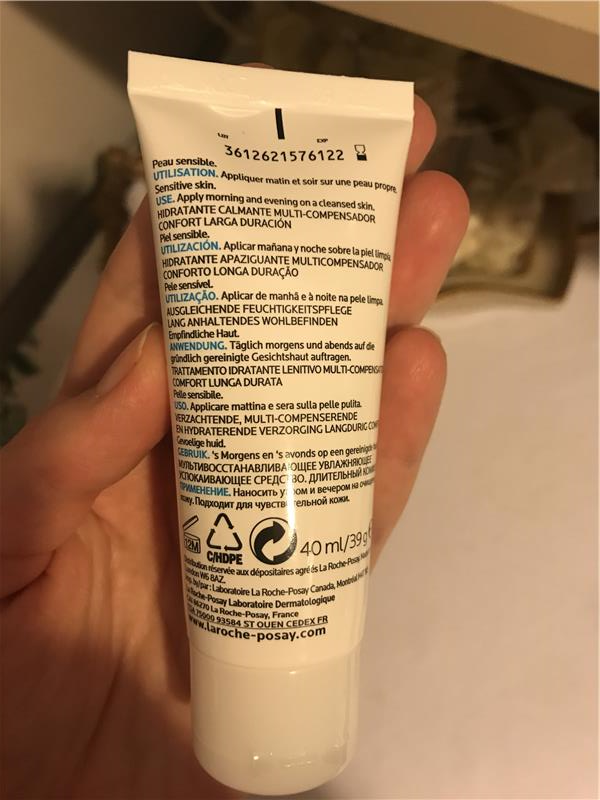 LOT EXP
3612621576122
Peau sensible.
UTILISATION. Appliquer matin et soir sur une peau propre.
Sensitive skin.
USE. Apply morning and evening on a cleansed skin.
HIDRATANTE CALMANTE MULTI-COMPENSADOR
CONFORT LARGA DURACIÓN
Piel sensible.
UTILIZACIÓN. Aplicar mañana y noche sobre la piel limpia.
HIDRATANTE APAZIGUANTE MULTICOMPENSADOR
CONFORTO LONGA DURAÇÃO
Pele sensível.
UTILIZAÇÃO. Aplicar de manhã e à noite na pele limpa.
AUSGLEICHENDE FEUCHTIGKEITSPFLEGE
LANG ANHALTENDES WOHLBEFINDEN
Empfindliche Haut.
ANWENDUNG. Täglich morgens und abends auf die
gründlich gereinigte Gesichtshaut auftragen.
TRATTAMENTO IDRATANTE LENITIVO MULTI-COMPENSAT
COMFORT LUNGA DURATA
Pelle sensibile.
USO. Applicare mattina e sera sulla pelle pulita.
VERZACHTENDE, MULTI-COMPENSERENDE
EN HYDRATERENDE VERZORGING LANGDURIG
Gevoelige huid.
GEBRUIK. 's Morgens en 's avonds op een gereinigde
МУЛЬТИВОССТАНАВЛИВАЮЩЕЕ УВЛАЖНЯЮЩЕЕ
УСПОКАИВАЮЩЕЕ СРЕДСТВО. ДЛИТЕЛЬНЫЙ
ПРИМЕНЕНИЕ. Наносить утром и вечером на
кожу. Подходит для чувствительной кожи.
12M C/HDPE 40 ml/39 g
Distribution réservée aux dépositaires agréés La Roche-Posay.
London W6 8AZ.
Imp. by/par : Laboratoire La Roche-Posay Canada, Montréal
La Roche-Posay Laboratoire Dermatologique
86270 La Roche-Posay, France
75000 93584 ST OUEN CEDEX FR
www.laroche-posay.com